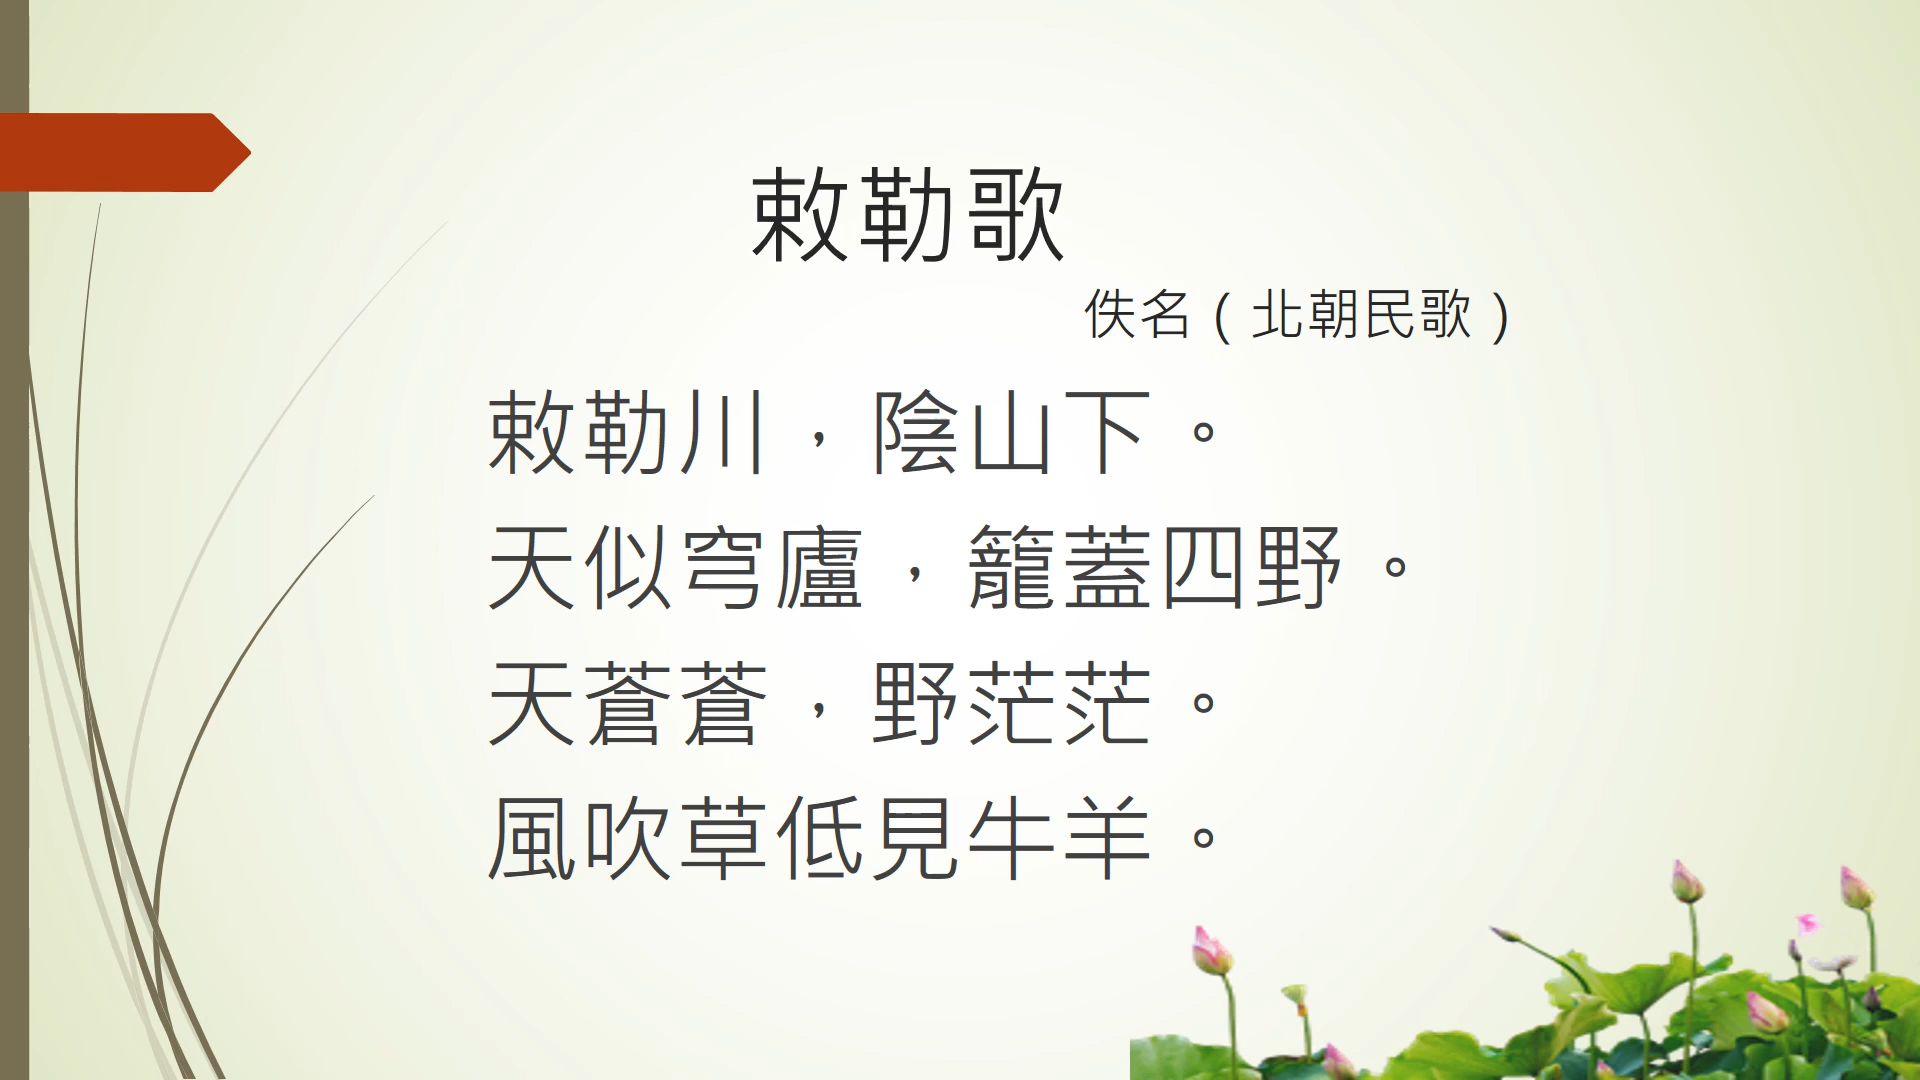 敕勒歌
佚名（北朝民歌）
敕勒川，陰山下。
天似穹廬，籠蓋四野。
天蒼蒼，野茫茫。
風吹草低見牛羊。